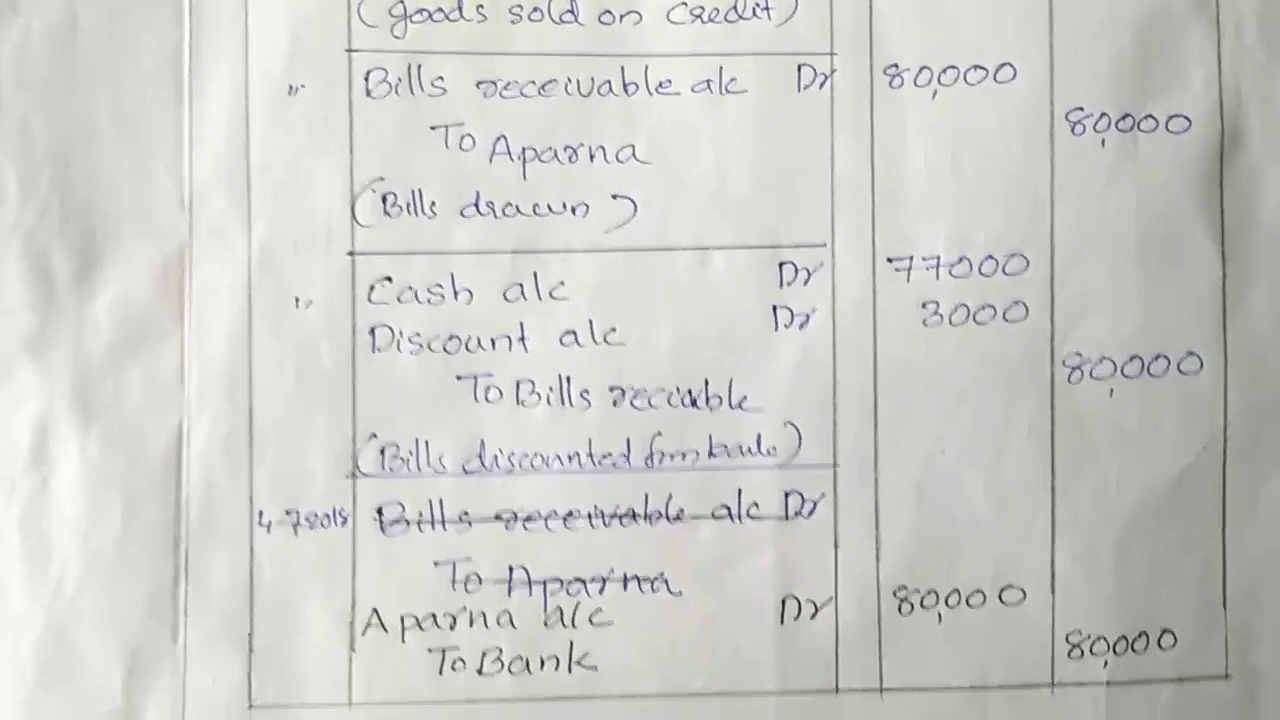 (goods sold on credit)
" Bills receivable a/c Dr 80,000
To Aparna 80,000
(Bills drawn)
" Cash a/c Dr 77000
Discount a/c Dr 3000
To Bills 80,000
(Bills discounted from
Bills receivable a/c Dr
To Aparna
Aparna a/c Dr 80,000
To Bank 80,000